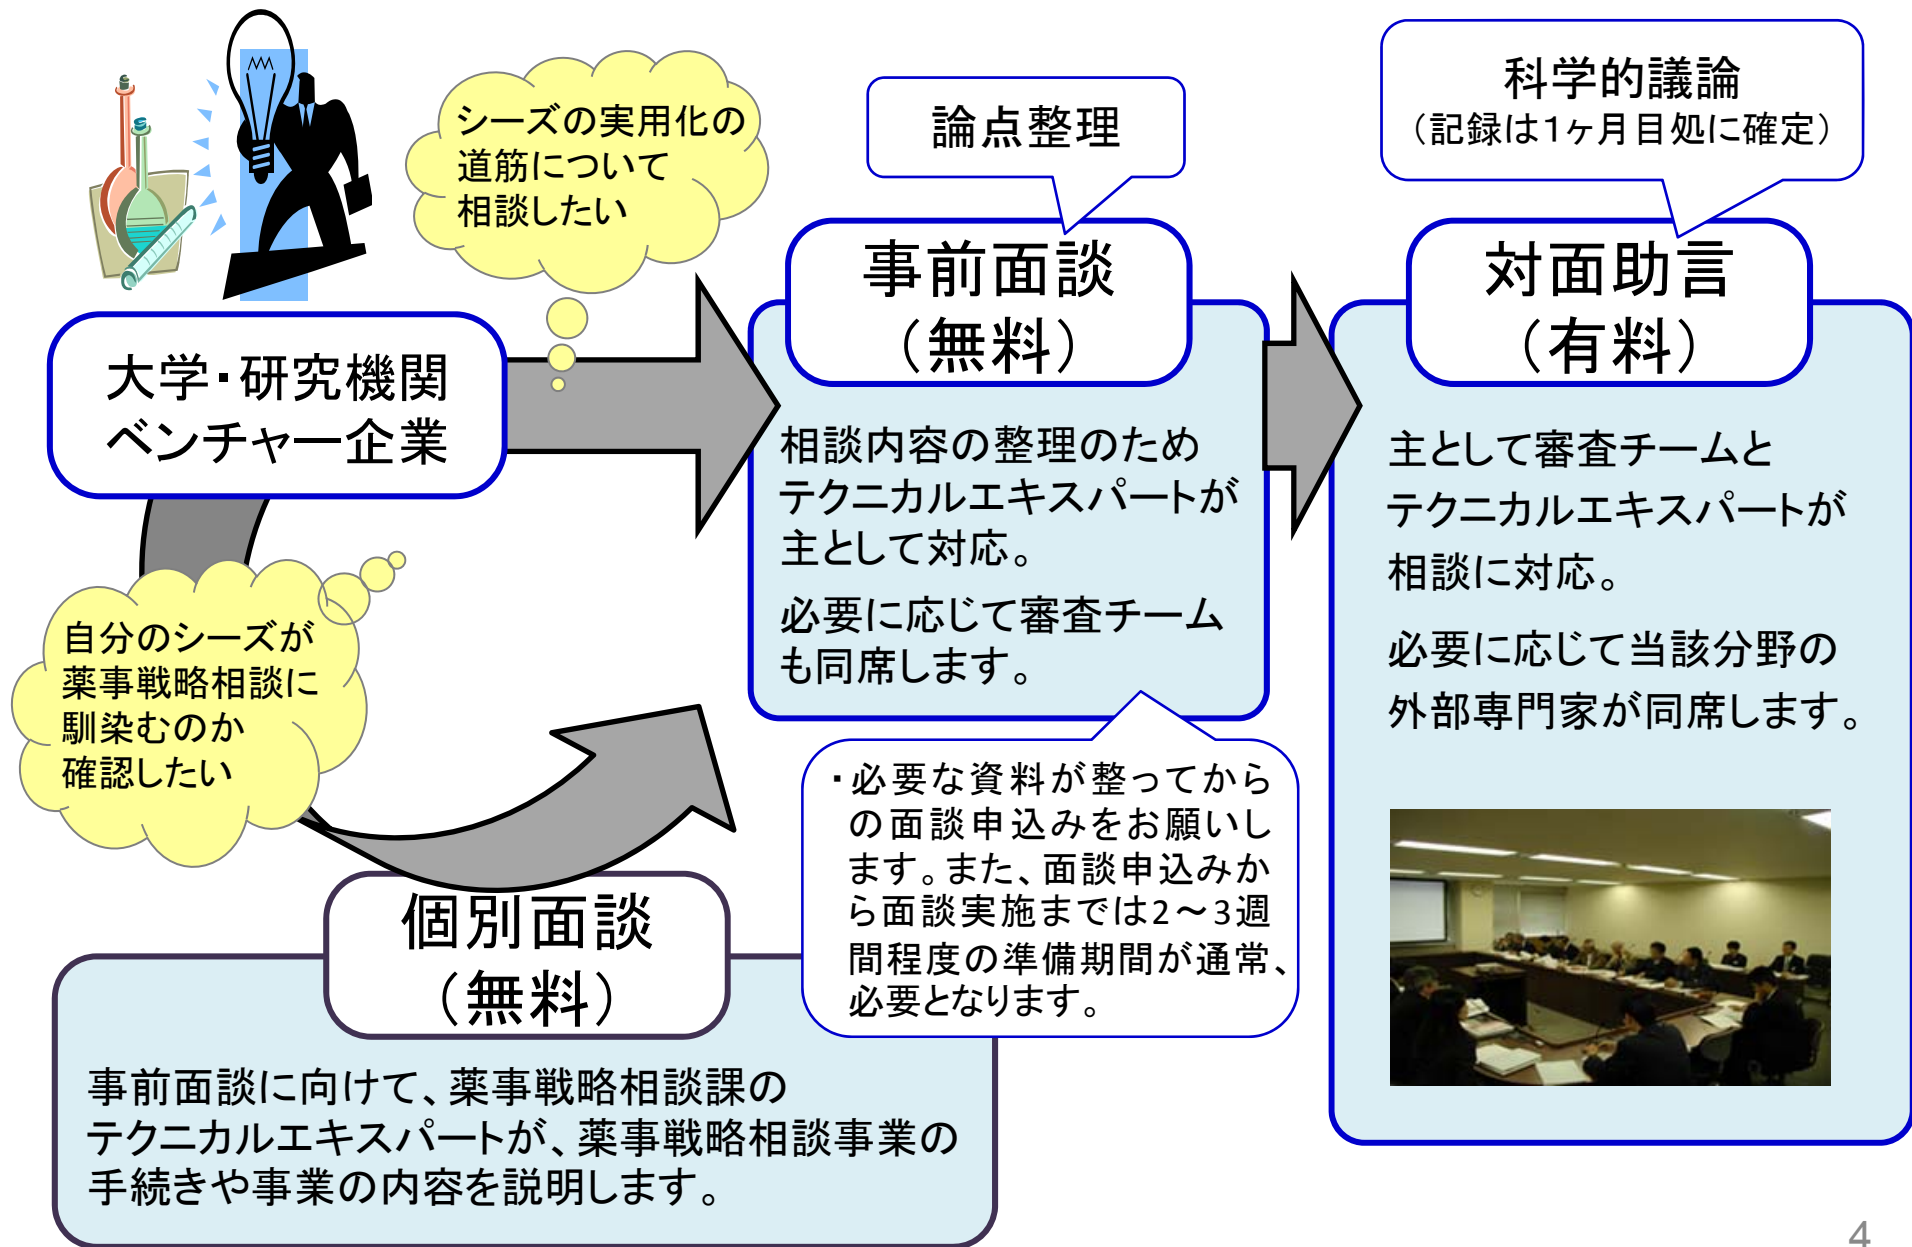 シーズの実用化の
道筋について
相談したい
論点整理
科学的議論
（記録は1ヶ月目処に確定）
大学・研究機関
ベンチャー企業
事前面談
（無料）
相談内容の整理のため
テクニカルエキスパートが
主として対応。
必要に応じて審査チーム
も同席します。
対面助言
（有料）
主として審査チームと
テクニカルエキスパートが
相談に対応。
必要に応じて当該分野の
外部専門家が同席します。
自分のシーズが
薬事戦略相談に
馴染むのか
確認したい
・必要な資料が整ってから
の面談申込みをお願いし
ます。また、面談申込みか
ら面談実施までは2～3週
間程度の準備期間が通常、
必要となります。
個別面談
（無料）
事前面談に向けて、薬事戦略相談課の
テクニカルエキスパートが、薬事戦略相談事業の
手続きや事業の内容を説明します。
4